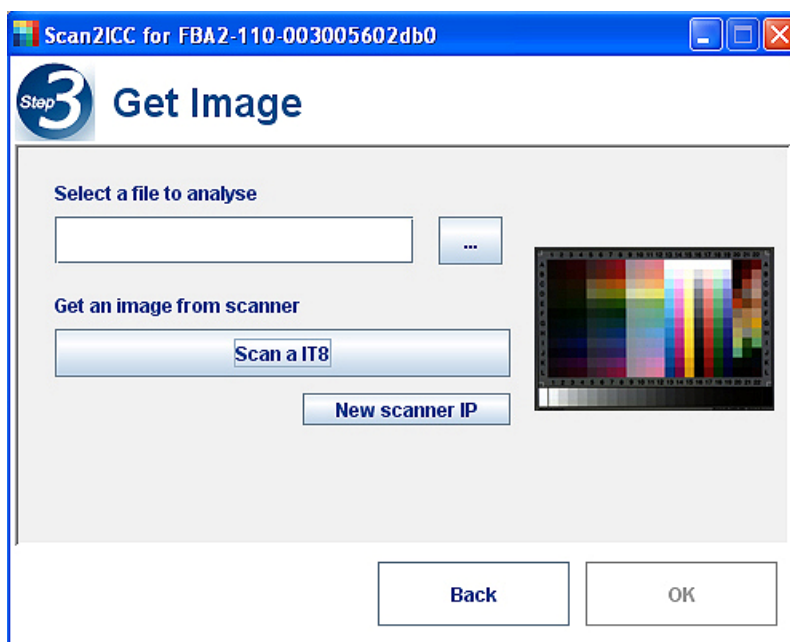 Scan2ICC for FBA2-110-003005602db0
Step 3 Get Image
Select a file to analyse
...
Get an image from scanner
Scan a IT8
New scanner IP
Back
OK